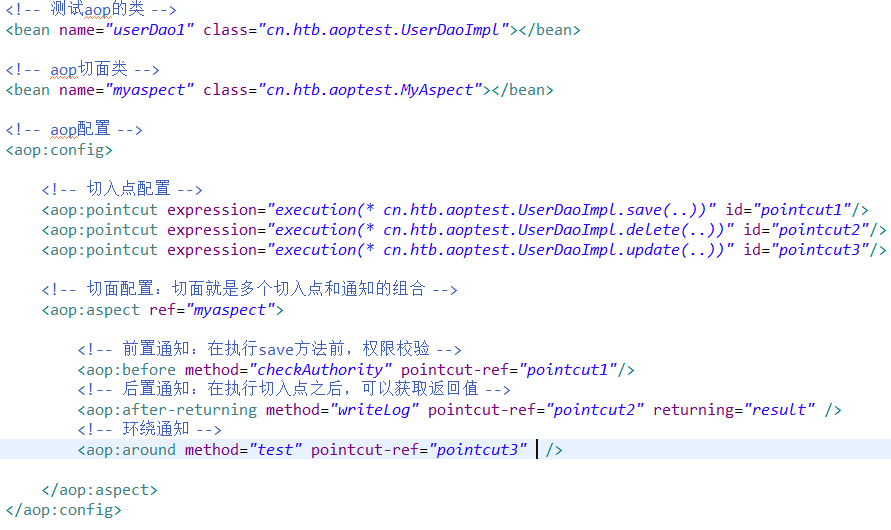 <!-- 测试aop的类 -->
<bean name="userDao1" class="cn.htb.aoptest.UserDaoImpl"></bean>
<!-- aop切面类 -->
<bean name="myaspect" class="cn.htb.aoptest.MyAspect"></bean>
<!-- aop配置 -->
<aop:config>
<!-- 切入点配置 -->
<aop:pointcut expression="execution(* cn.htb.aoptest.UserDaoImpl.save(..))" id="pointcut1"/>
<aop:pointcut expression="execution(* cn.htb.aoptest.UserDaoImpl.delete(..))" id="pointcut2"/>
<aop:pointcut expression="execution(* cn.htb.aoptest.UserDaoImpl.update(..))" id="pointcut3"/>
<!-- 切面配置：切面就是多个切入点和通知的组合 -->
<aop:aspect ref="myaspect">
<!-- 前置通知：在执行save方法前，权限校验 -->
<aop:before method="checkAuthority" pointcut-ref="pointcut1"/>
<!-- 后置通知：在执行切入点之后，可以获取返回值 -->
<aop:after-returning method="writeLog" pointcut-ref="pointcut2" returning="result" />
<!-- 环绕通知 -->
<aop:around method="test" pointcut-ref="pointcut3" />
</aop:aspect>
</aop:config>